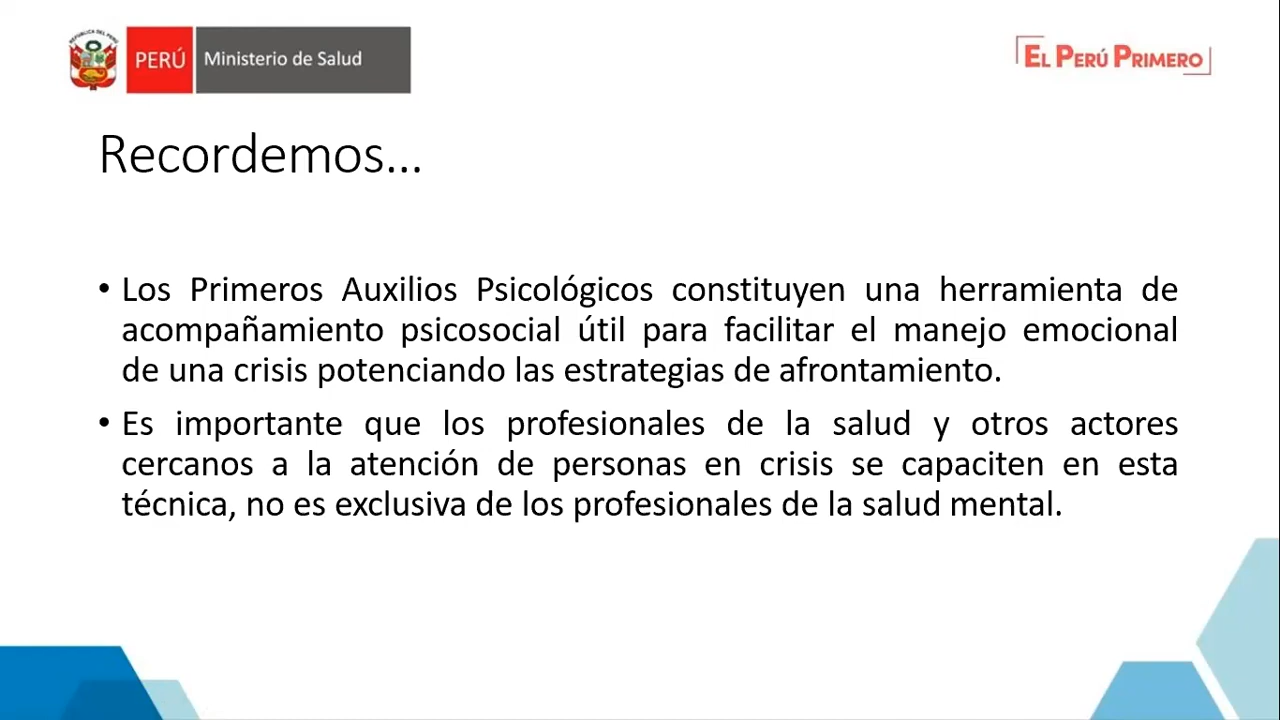 REPÚBLICA DEL PERÚ
PERÚ
Ministerio de Salud
EL PERÚ PRIMERO
Recordemos...
• Los Primeros Auxilios Psicológicos constituyen una herramienta de
acompañamiento psicosocial útil para facilitar el manejo emocional
de una crisis potenciando las estrategias de afrontamiento.
• Es importante que los profesionales de la salud y otros actores
cercanos a la atención de personas en crisis se capaciten en esta
técnica, no es exclusiva de los profesionales de la salud mental.